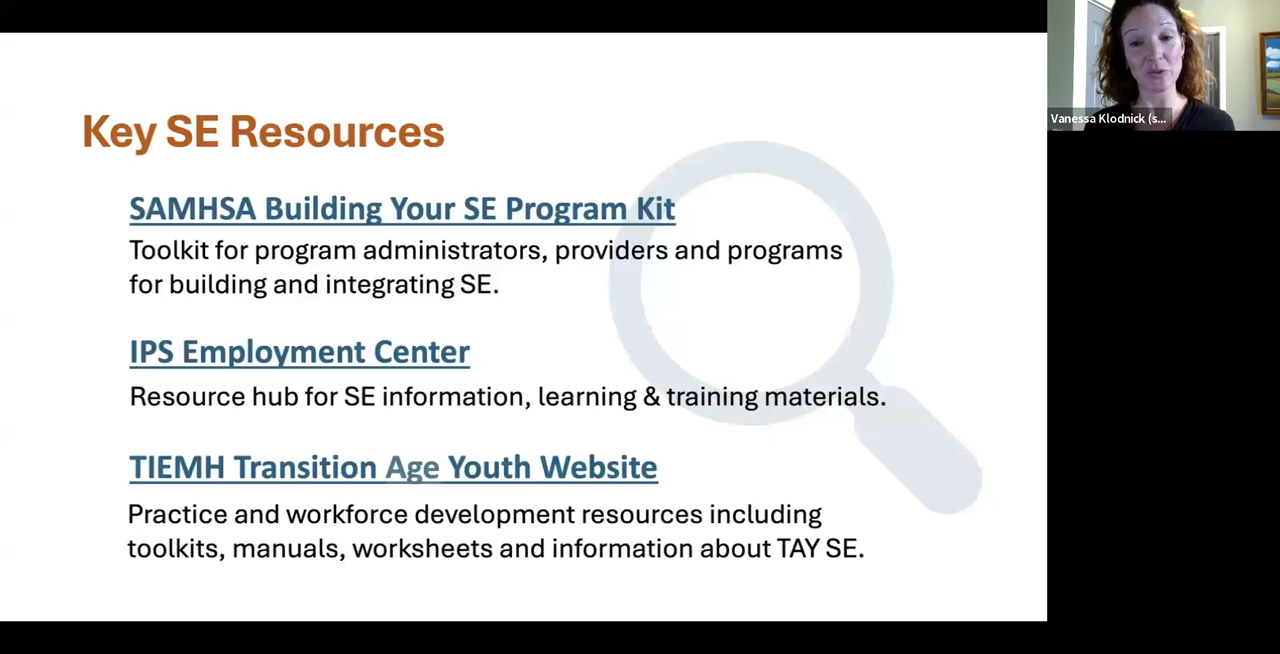 Key SE Resources
SAMHSA Building Your SE Program Kit
Toolkit for program administrators, providers and programs
for building and integrating SE.
IPS Employment Center
Resource hub for SE information, learning & training materials.
TIEMH Transition Age Youth Website
Practice and workforce development resources including
toolkits, manuals, worksheets and information about TAY SE.
Vanessa Klodnick (s...